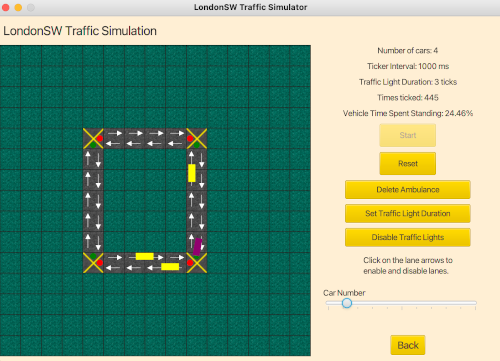 LondonSW Traffic Simulator
LondonSW Traffic Simulation
Number of cars: 4
Ticker Interval: 1000 ms
Traffic Light Duration: 3 ticks
Times ticked: 445
Vehicle Time Spent Standing: 24.46%
Start
Reset
Delete Ambulance
Set Traffic Light Duration
Disable Traffic Lights
Click on the lane arrows to
enable and disable lanes.
Car Number
Back